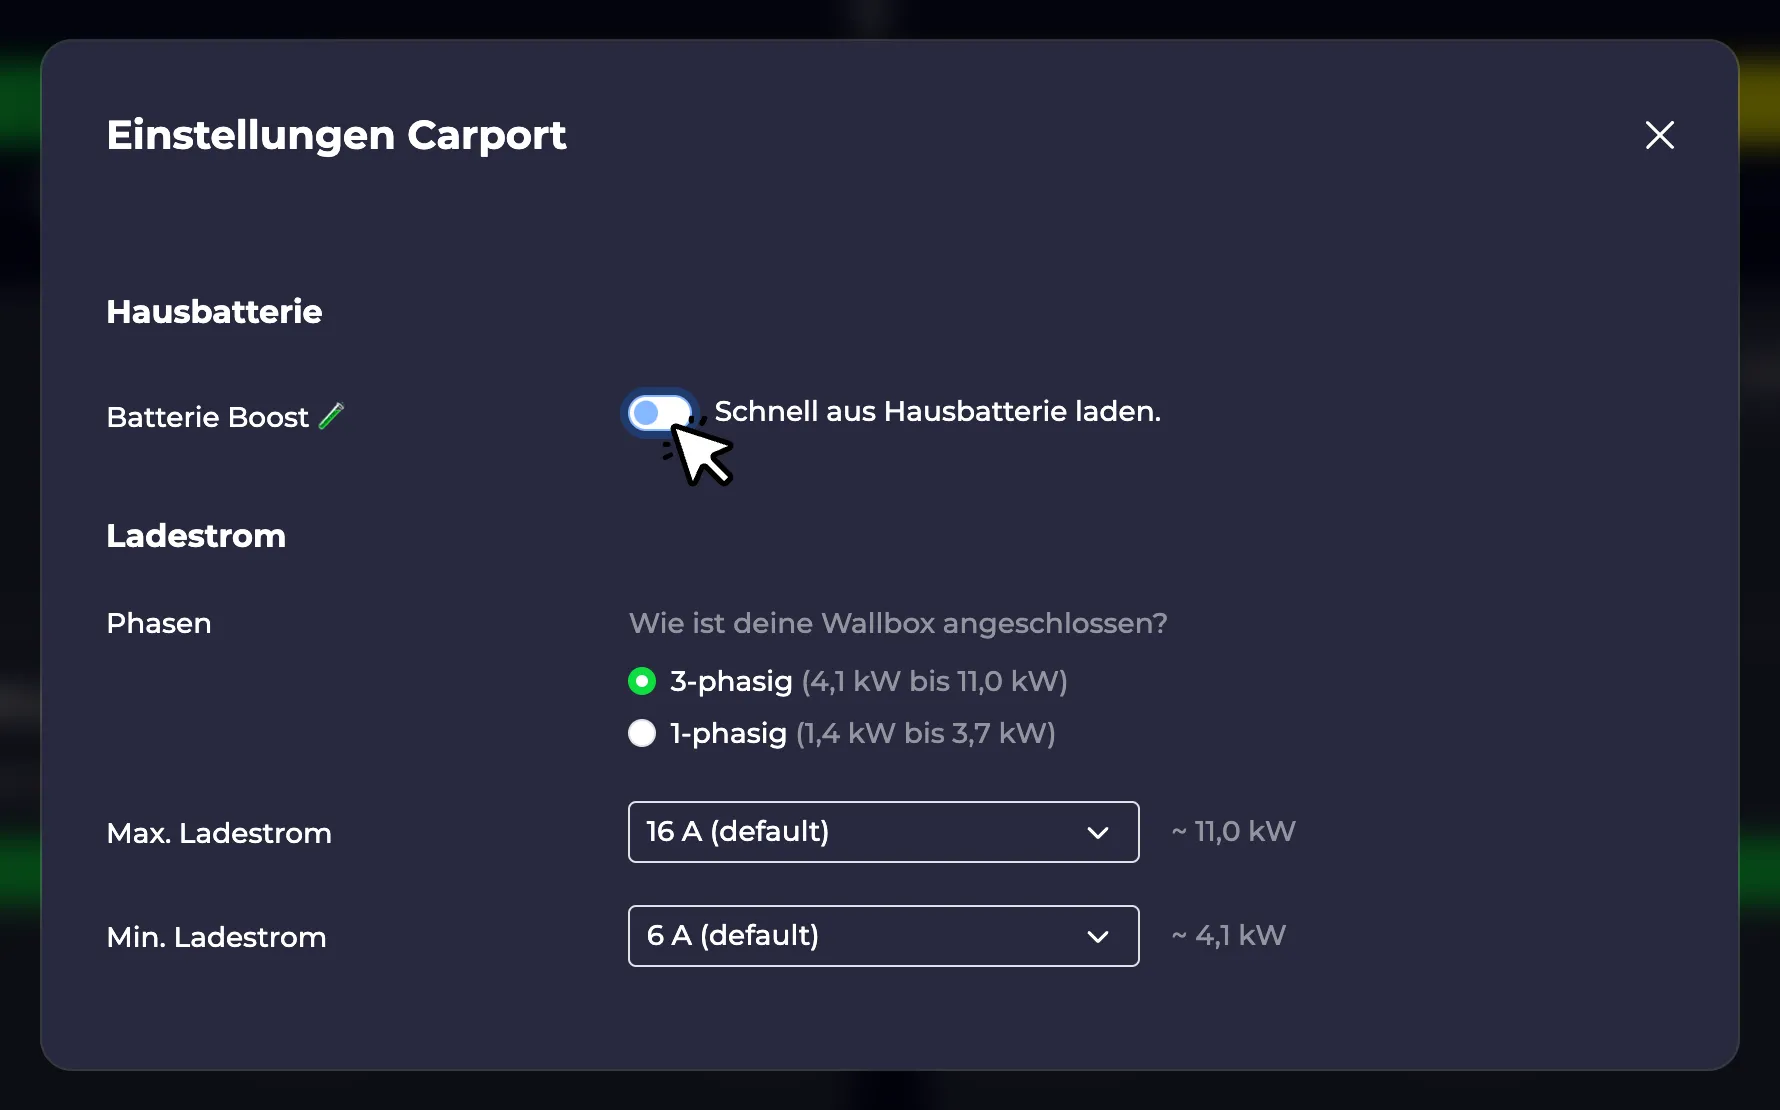 Einstellungen Carport
Hausbatterie
Batterie Boost
Schnell aus Hausbatterie laden.
Ladestrom
Phasen
Wie ist deine Wallbox angeschlossen?
3-phasig (4,1 kW bis 11,0 kW)
1-phasig (1,4 kW bis 3,7 kW)
Max. Ladestrom
16 A (default)
~ 11,0 kW
Min. Ladestrom
6 A (default)
~ 4,1 kW